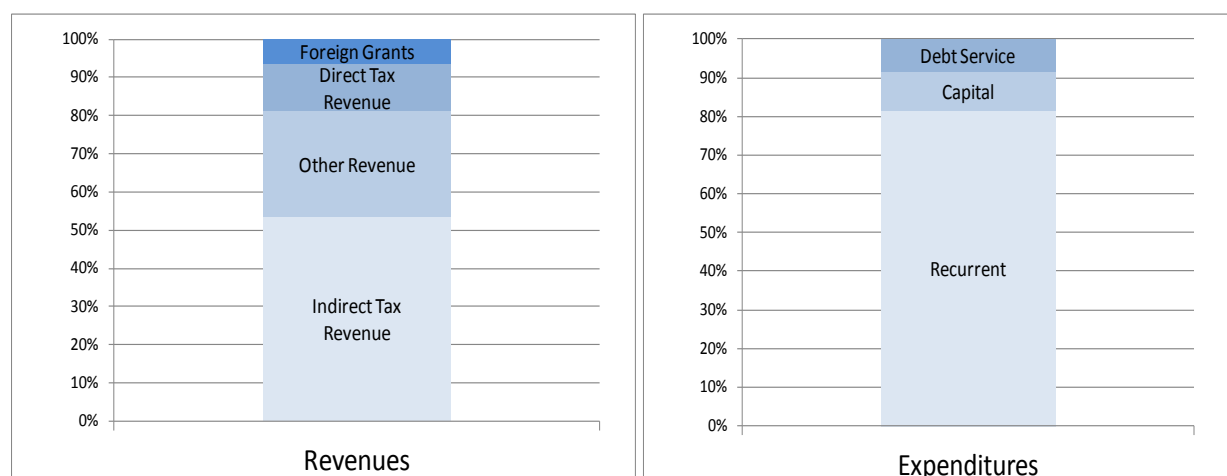 100%
90%
80%
70%
60%
50%
40%
30%
20%
10%
0%
Foreign Grants
Direct Tax
Revenue
Other Revenue
Indirect Tax
Revenue
Revenues
100%
90%
80%
70%
60%
50%
40%
30%
20%
10%
0%
Debt Service
Capital
Recurrent
Expenditures